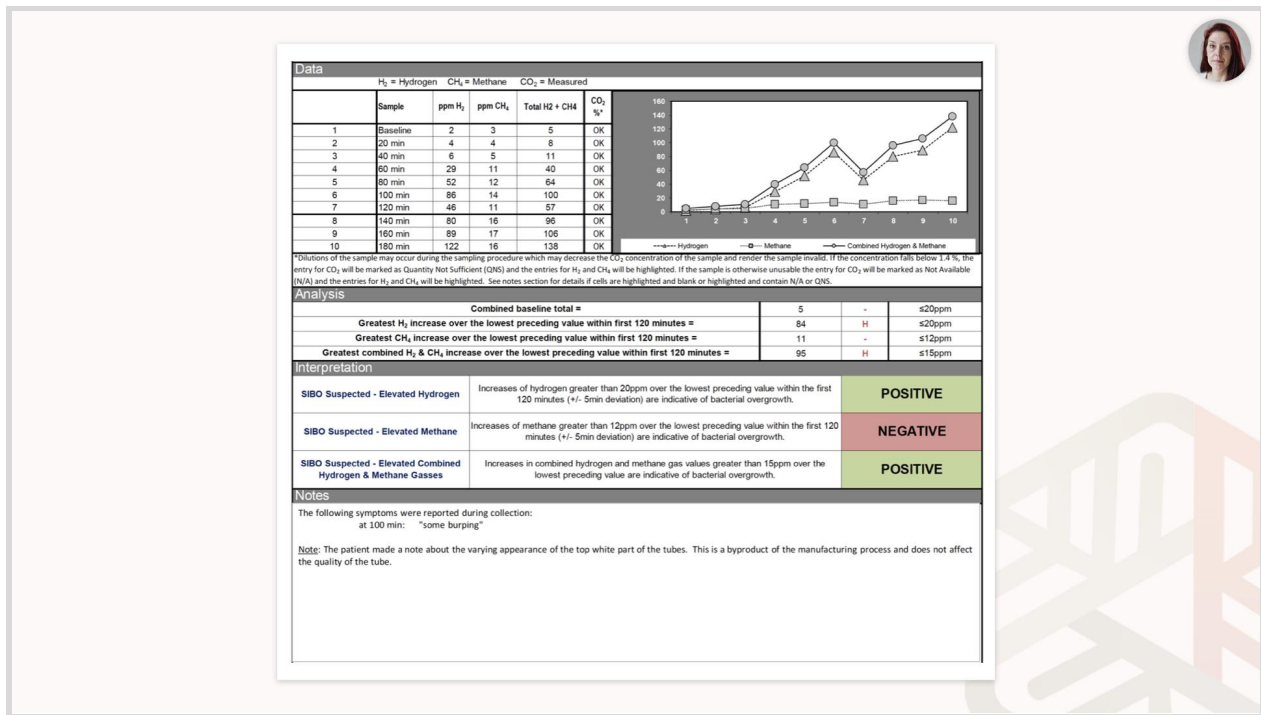 Data
H₂ = Hydrogen CH₄ = Methane CO₂ = Measured
Sample ppm H₂ ppm CH₄ Total H2 + CH4 CO₂ %*
1 Baseline 2 3 5 OK
2 20 min 4 4 8 OK
3 40 min 6 5 11 OK
4 60 min 29 11 40 OK
5 80 min 52 12 64 OK
6 100 min 86 14 100 OK
7 120 min 46 11 57 OK
8 140 min 80 16 96 OK
9 160 min 89 17 106 OK
10 180 min 122 16 138 OK
160
140
120
100
80
60
40
20
0
1 2 3 4 5 6 7 8 9 10
Hydrogen Methane Combined Hydrogen & Methane
*Dilutions of the sample may occur during the sampling procedure which may decrease the CO₂ concentration of the sample and render the sample invalid. If the concentration falls below 1.4 %, the
entry for CO₂ will be marked as Quantity Not Sufficient (QNS) and the entries for H₂ and CH₄ will be highlighted. If the sample is otherwise unusable the entry for CO₂ will be marked as Not Available
(N/A) and the entries for H₂ and CH₄ will be highlighted. See notes section for details if cells are highlighted and blank or highlighted and contain N/A or QNS.
Analysis
Combined baseline total = 5 - ≤20ppm
Greatest H₂ increase over the lowest preceding value within first 120 minutes = 84 H ≤20ppm
Greatest CH₄ increase over the lowest preceding value within first 120 minutes = 11 - ≤12ppm
Greatest combined H₂ & CH₄ increase over the lowest preceding value within first 120 minutes = 95 H ≤15ppm
Interpretation
SIBO Suspected - Elevated Hydrogen
Increases of hydrogen greater than 20ppm over the lowest preceding value within the first
120 minutes (+/- 5min deviation) are indicative of bacterial overgrowth.
POSITIVE
SIBO Suspected - Elevated Methane
Increases of methane greater than 12ppm over the lowest preceding value within the first 120
minutes (+/- 5min deviation) are indicative of bacterial overgrowth.
NEGATIVE
SIBO Suspected - Elevated Combined
Hydrogen & Methane Gasses
Increases in combined hydrogen and methane gas values greater than 15ppm over the
lowest preceding value are indicative of bacterial overgrowth.
POSITIVE
Notes
The following symptoms were reported during collection:
at 100 min: "some burping"
Note: The patient made a note about the varying appearance of the top white part of the tubes. This is a byproduct of the manufacturing process and does not affect
the quality of the tube.